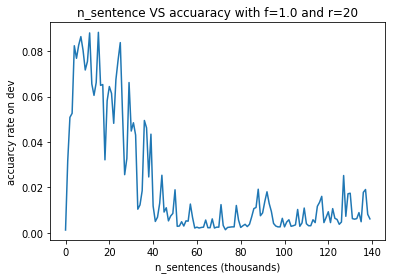 n_sentence VS accuaracy with f=1.0 and r=20
accuarcy rate on dev
0.08
0.06
0.04
0.02
0.00
0 20 40 60 80 100 120 140
n_sentences (thousands)